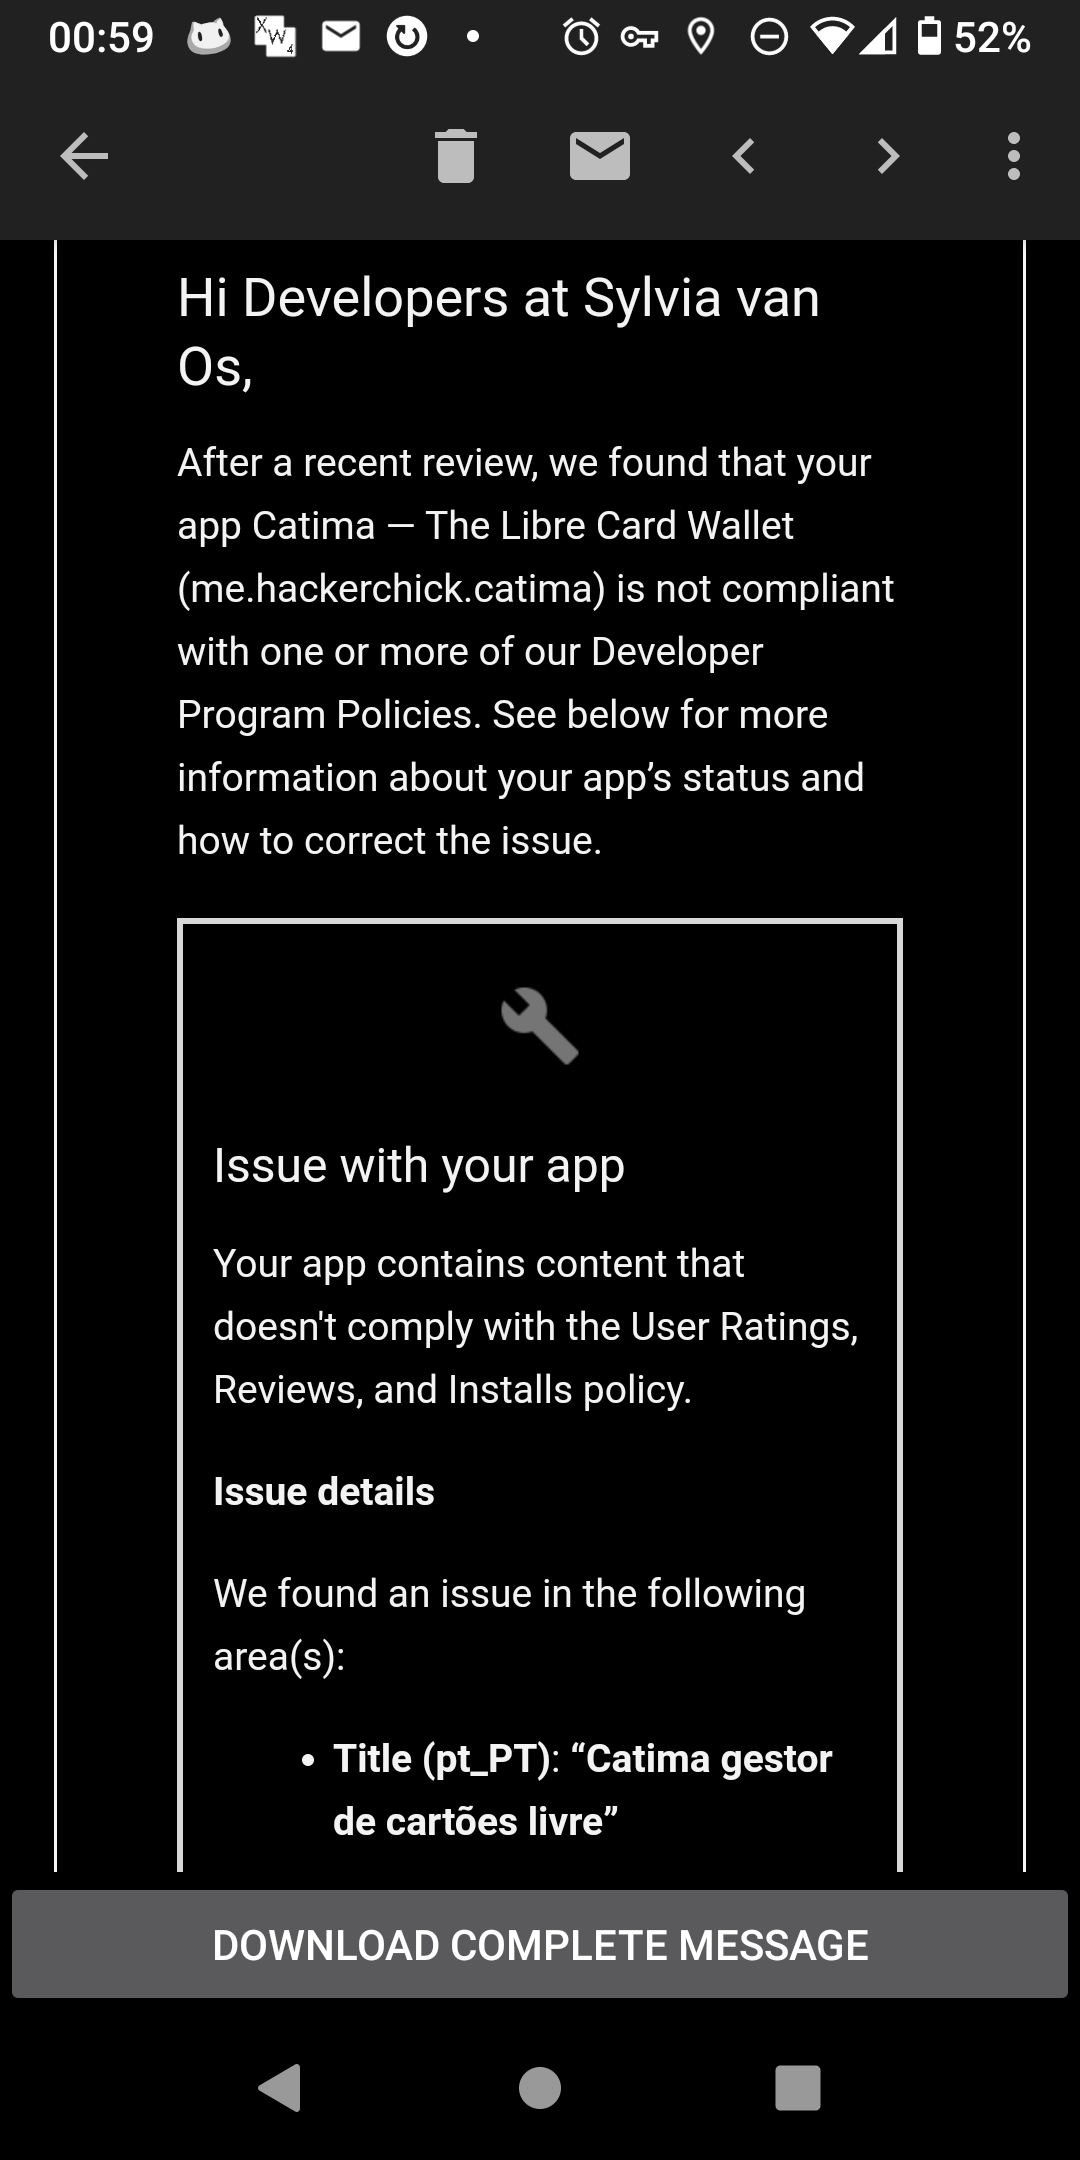 00:59
XW4
52%
Hi Developers at Sylvia van
Os,
After a recent review, we found that your
app Catima — The Libre Card Wallet
(me.hackerchick.catima) is not compliant
with one or more of our Developer
Program Policies. See below for more
information about your app’s status and
how to correct the issue.
Issue with your app
Your app contains content that
doesn't comply with the User Ratings,
Reviews, and Installs policy.
Issue details
We found an issue in the following
area(s):
• Title (pt_PT): “Catima gestor
de cartões livre”
DOWNLOAD COMPLETE MESSAGE